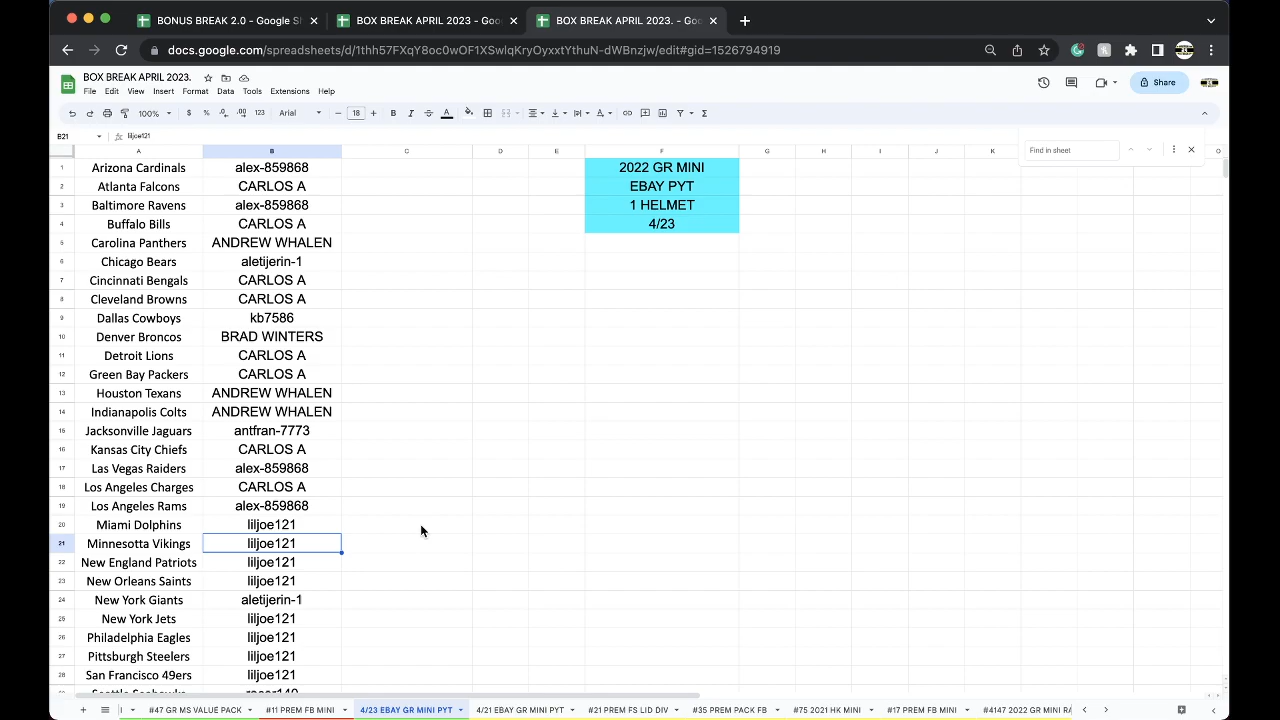 BONUS BREAK 2.0 - Google S
BOX BREAK APRIL 2023 - Goo
BOX BREAK APRIL 2023. - Goo
docs.google.com/spreadsheets/d/1thh57FXqY8oc0wOF1XSwIqKryOyxxtYthuN-dWBnzjw/edit#gid=1526794919
BOX BREAK APRIL 2023.
File Edit View Insert Format Data Tools Extensions Help
Share
100% $ % .0 .00 123 Arial 18
B21 liljoe121
Find in sheet
A B C D E F G H I J K O
1 Arizona Cardinals alex-859868 2022 GR MINI
2 Atlanta Falcons CARLOS A EBAY PYT
3 Baltimore Ravens alex-859868 1 HELMET
4 Buffalo Bills CARLOS A 4/23
5 Carolina Panthers ANDREW WHALEN
6 Chicago Bears aletijerin-1
7 Cincinnati Bengals CARLOS A
8 Cleveland Browns CARLOS A
9 Dallas Cowboys kb7586
10 Denver Broncos BRAD WINTERS
11 Detroit Lions CARLOS A
12 Green Bay Packers CARLOS A
13 Houston Texans ANDREW WHALEN
14 Indianapolis Colts ANDREW WHALEN
15 Jacksonville Jaguars antfran-7773
16 Kansas City Chiefs CARLOS A
17 Las Vegas Raiders alex-859868
18 Los Angeles Charges CARLOS A
19 Los Angeles Rams alex-859868
20 Miami Dolphins liljoe121
21 Minnesotta Vikings liljoe121
22 New England Patriots liljoe121
23 New Orleans Saints liljoe121
24 New York Giants aletijerin-1
25 New York Jets liljoe121
26 Philadelphia Eagles liljoe121
27 Pittsburgh Steelers liljoe121
28 San Francisco 49ers liljoe121
Seattle Seahawks
#47 GR MS VALUE PACK #11 PREM FB MINI 4/23 EBAY GR MINI PYT 4/21 EBAY GR MINI PYT #21 PREM FS LID DIV #35 PREM PACK FB #75 2021 HK MINI #17 PREM FB MINI #4147 2022 GR MINI RA